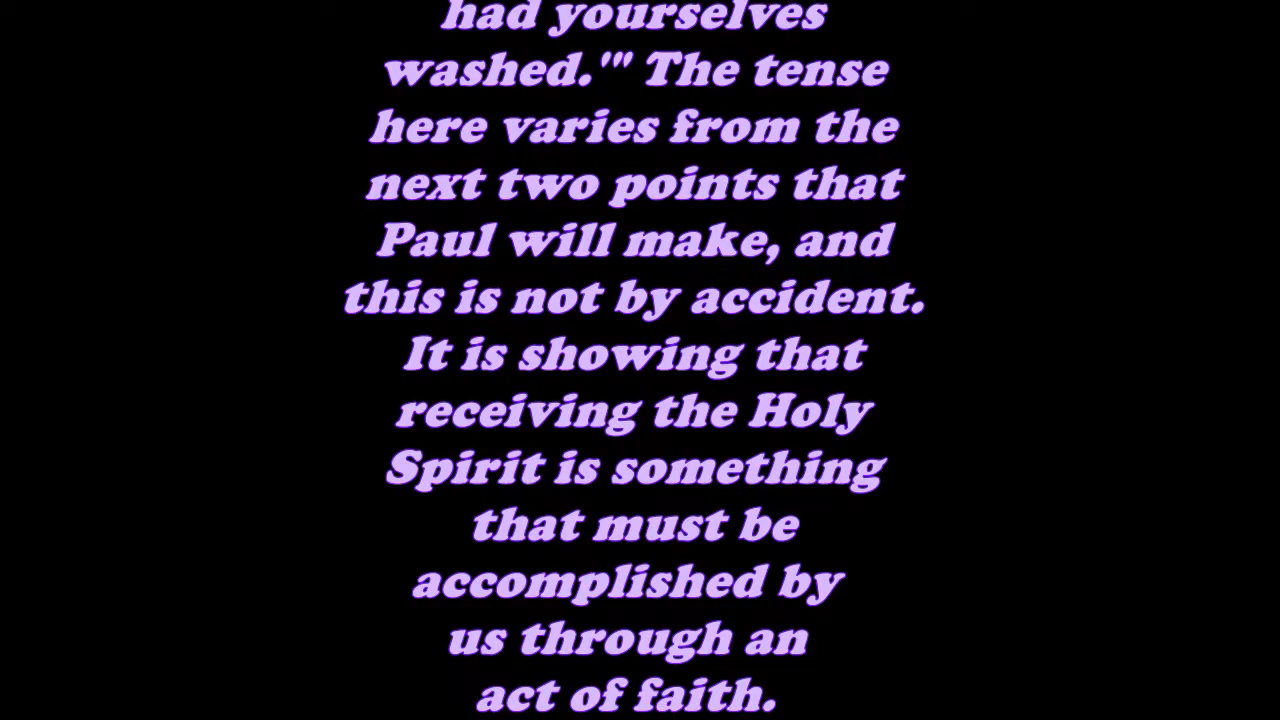 had yourselves
washed.'" The tense
here varies from the
next two points that
Paul will make, and
this is not by accident.
It is showing that
receiving the Holy
Spirit is something
that must be
accomplished by
us through an
act of faith.